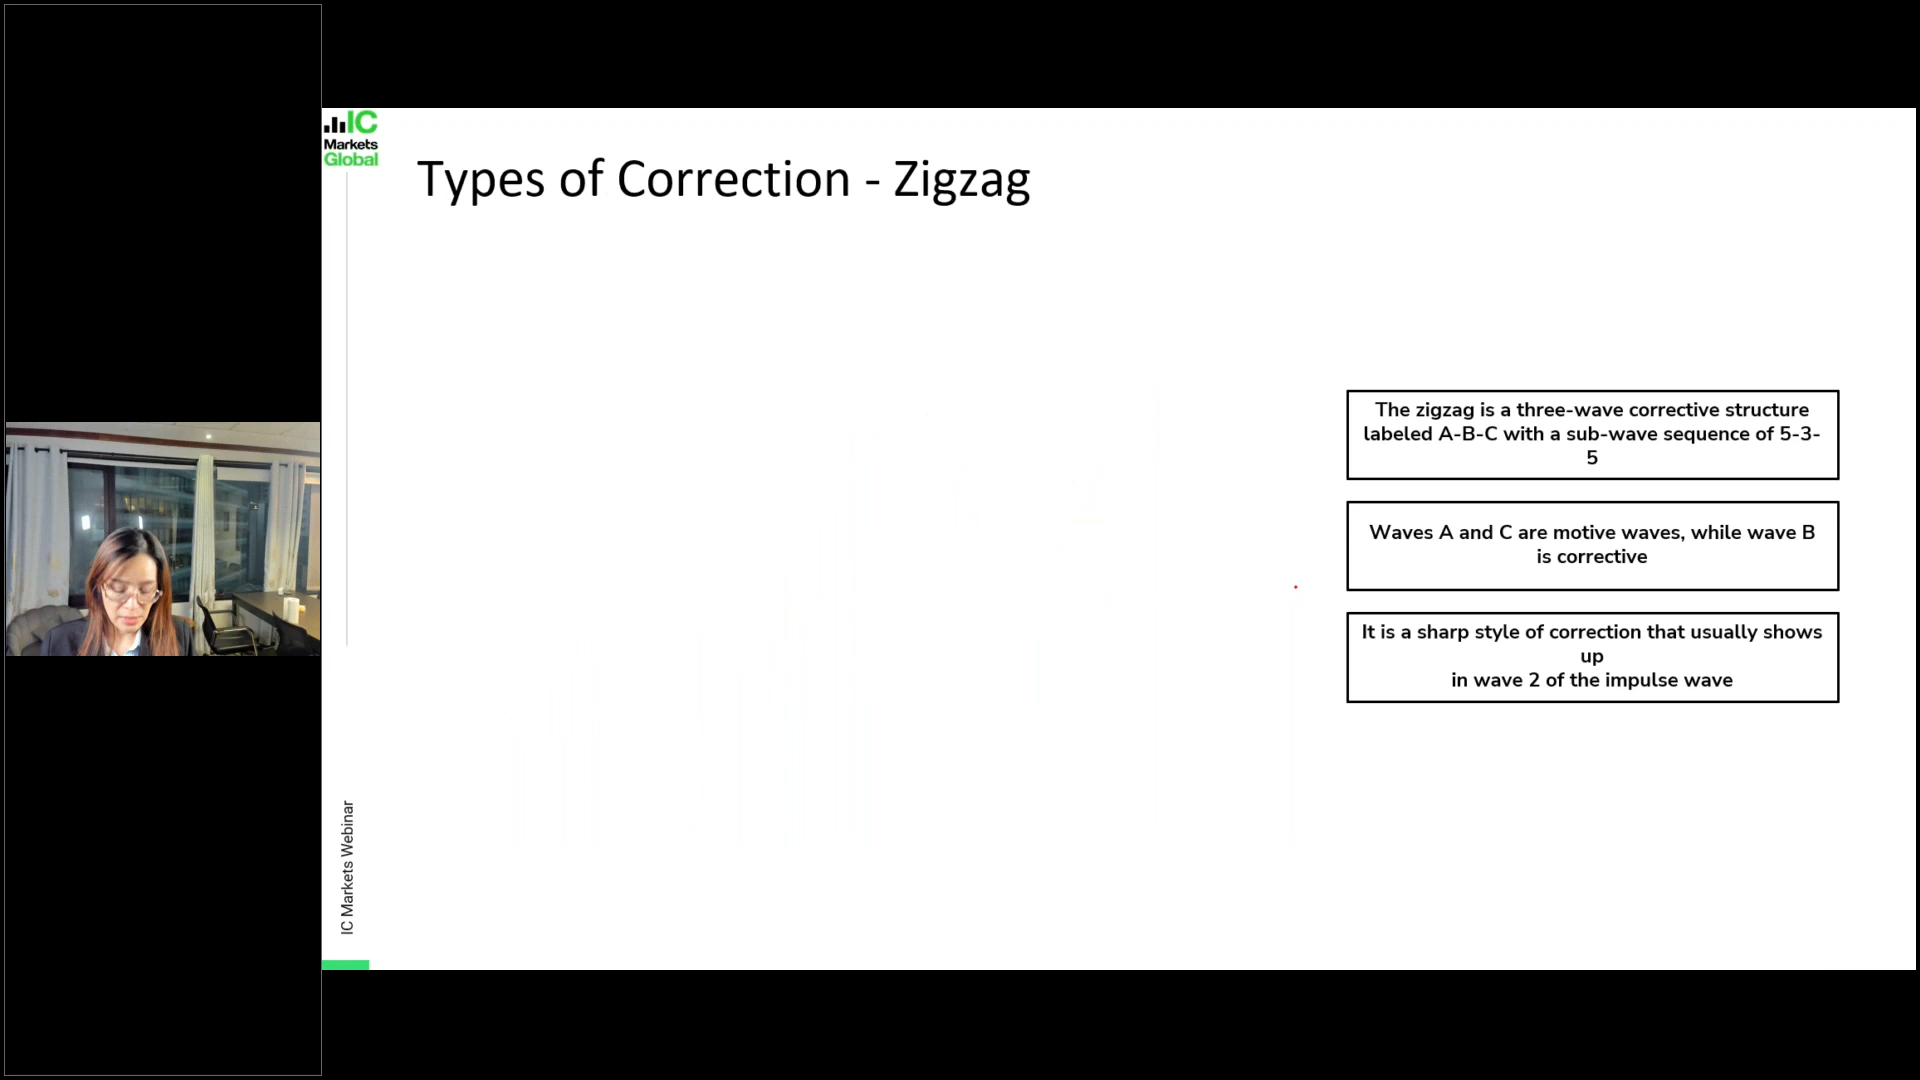 IC
Markets
Global
Types of Correction - Zigzag
The zigzag is a three-wave corrective structure
labeled A-B-C with a sub-wave sequence of 5-3-
5
Waves A and C are motive waves, while wave B
is corrective
It is a sharp style of correction that usually shows
up
in wave 2 of the impulse wave
IC Markets Webinar